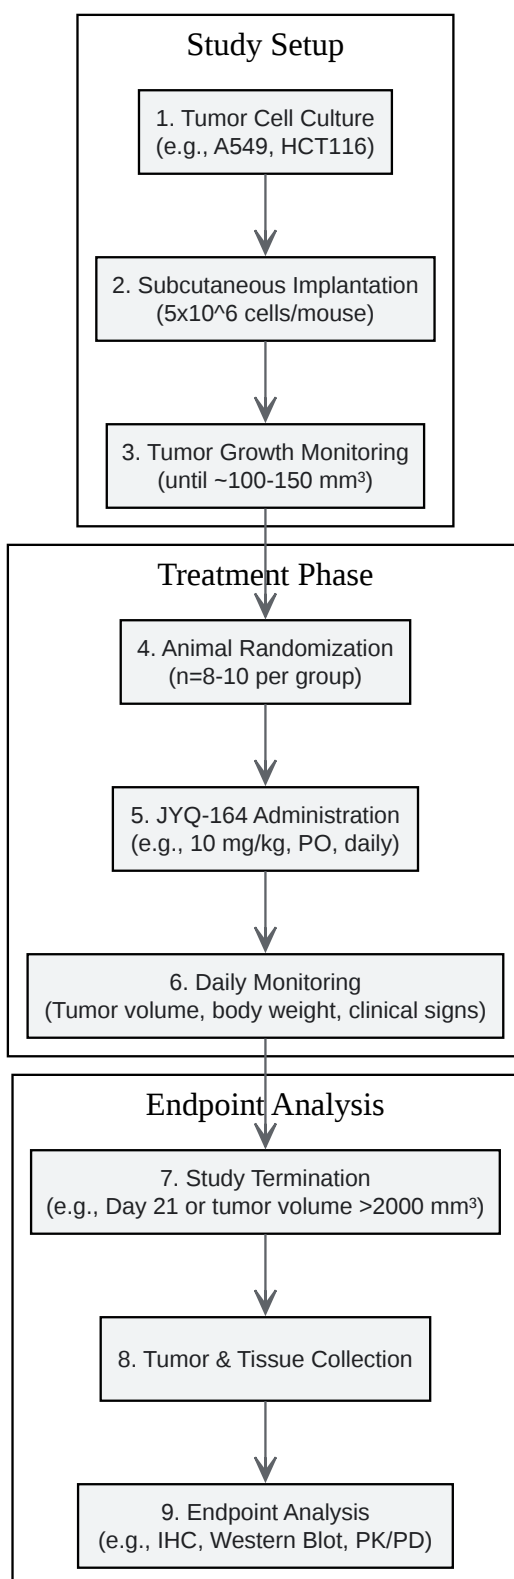 Study Setup
1. Tumor Cell Culture
(e.g., A549, HCT116)
2. Subcutaneous Implantation
(5x10^6 cells/mouse)
3. Tumor Growth Monitoring
(until ~100-150 mm³)
Treatment Phase
4. Animal Randomization
(n=8-10 per group)
5. JYQ-164 Administration
(e.g., 10 mg/kg, PO, daily)
6. Daily Monitoring
(Tumor volume, body weight, clinical signs)
Endpoint Analysis
7. Study Termination
(e.g., Day 21 or tumor volume >2000 mm³)
8. Tumor & Tissue Collection
9. Endpoint Analysis
(e.g., IHC, Western Blot, PK/PD)